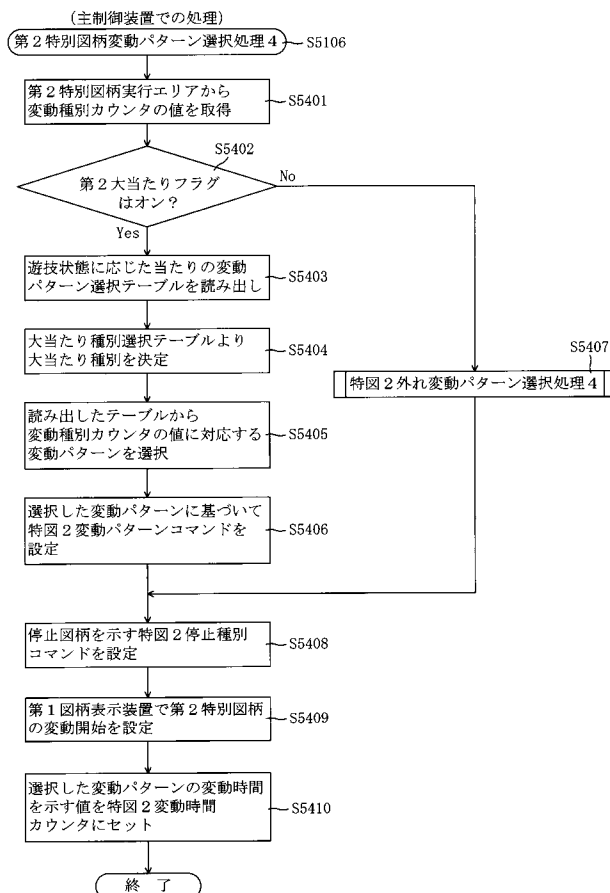 (主制御装置での処理)
第2特別図柄変動パターン選択処理4
S5106
第2特別図柄実行エリアから
変動種別カウンタの値を取得
S5401
S5402
第2大当たりフラグ
はオン?
No
Yes
遊技状態に応じた当たりの変動
パターン選択テーブルを読み出し
S5403
大当たり種別選択テーブルより
大当たり種別を決定
S5404
S5407
特図2外れ変動パターン選択処理4
読み出したテーブルから
変動種別カウンタの値に対応する
変動パターンを選択
S5405
選択した変動パターンに基づいて
特図2変動パターンコマンドを
設定
S5406
停止図柄を示す特図2停止種別
コマンドを設定
S5408
第1図柄表示装置で第2特別図柄
の変動開始を設定
S5409
選択した変動パターンの変動時間
を示す値を特図2変動時間
カウンタにセット
S5410
終 了